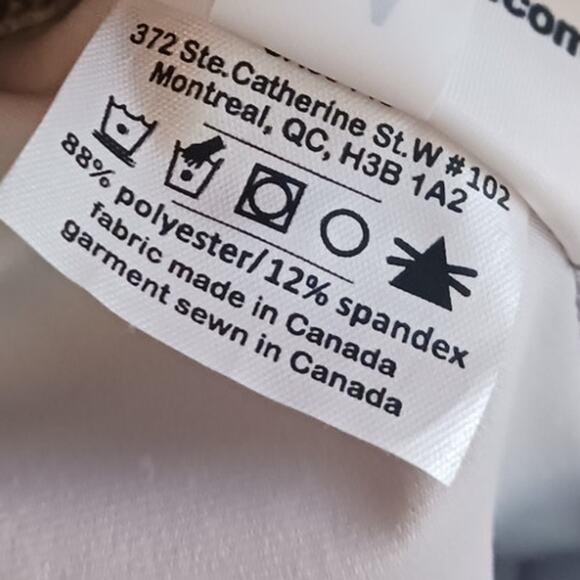 .com
372 Ste.Catherine St.W #102
Montreal, QC, H3B 1A2
88% polyester/12% spandex
fabric made in Canada
garment sewn in Canada